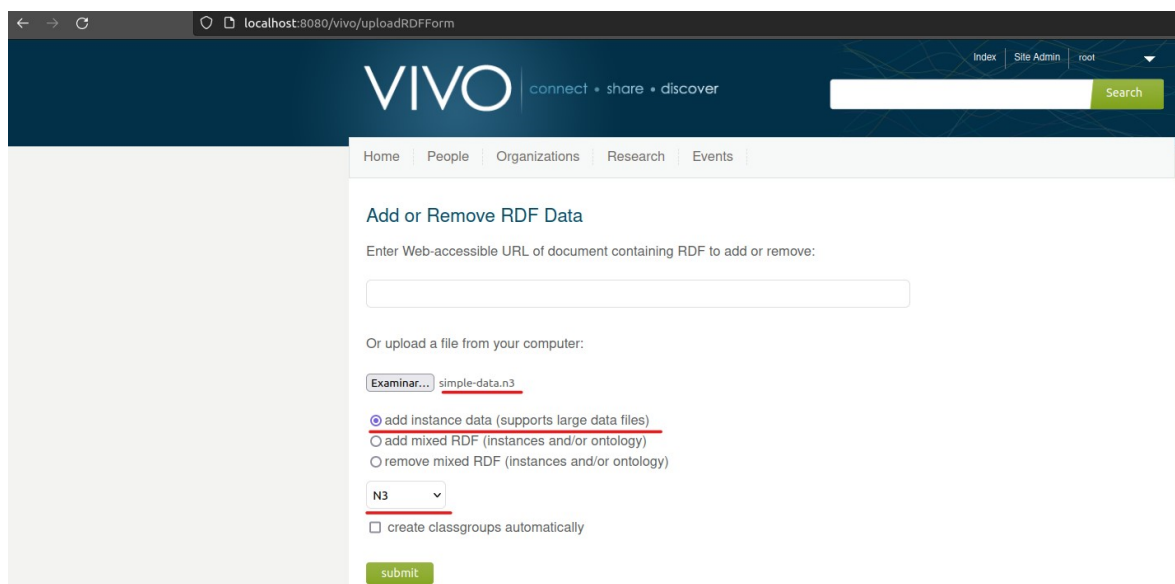 localhost:8080/vivo/uploadRDFForm
Index Site Admin root
VIVO connect • share • discover
Search
Home People Organizations Research Events
Add or Remove RDF Data
Enter Web-accessible URL of document containing RDF to add or remove:
Or upload a file from your computer:
Examinar... simple-data.n3
add instance data (supports large data files)
add mixed RDF (instances and/or ontology)
remove mixed RDF (instances and/or ontology)
N3
create classgroups automatically
submit